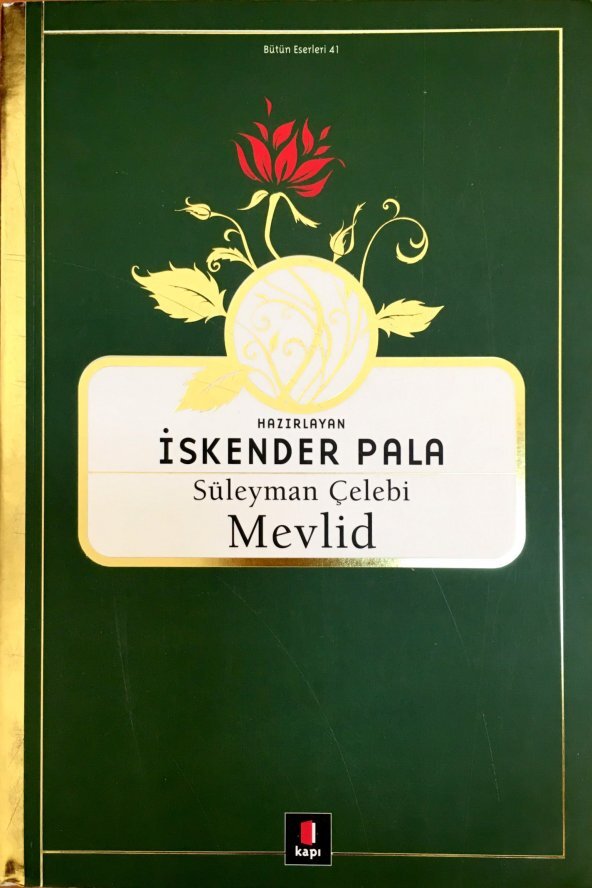 Bütün Eserleri 41
HAZIRLAYAN
İSKENDER PALA
Süleyman Çelebi
Mevlid
kapı